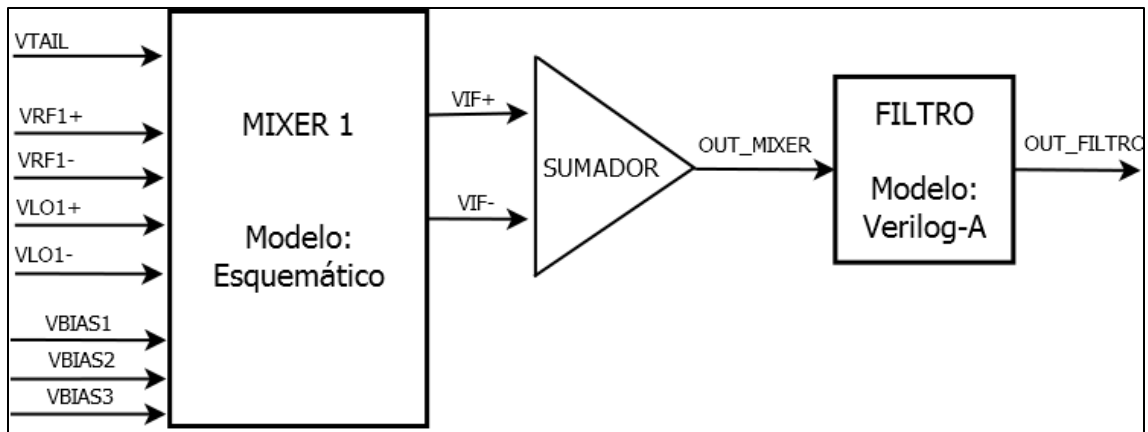 VTAIL
VRF1+
VRF1-
VLO1+
VLO1-
VBIAS1
VBIAS2
VBIAS3
MIXER 1
Modelo:
Esquemático
VIF+
VIF-
SUMADOR
OUT_MIXER
FILTRO
Modelo:
Verilog-A
OUT_FILTRO